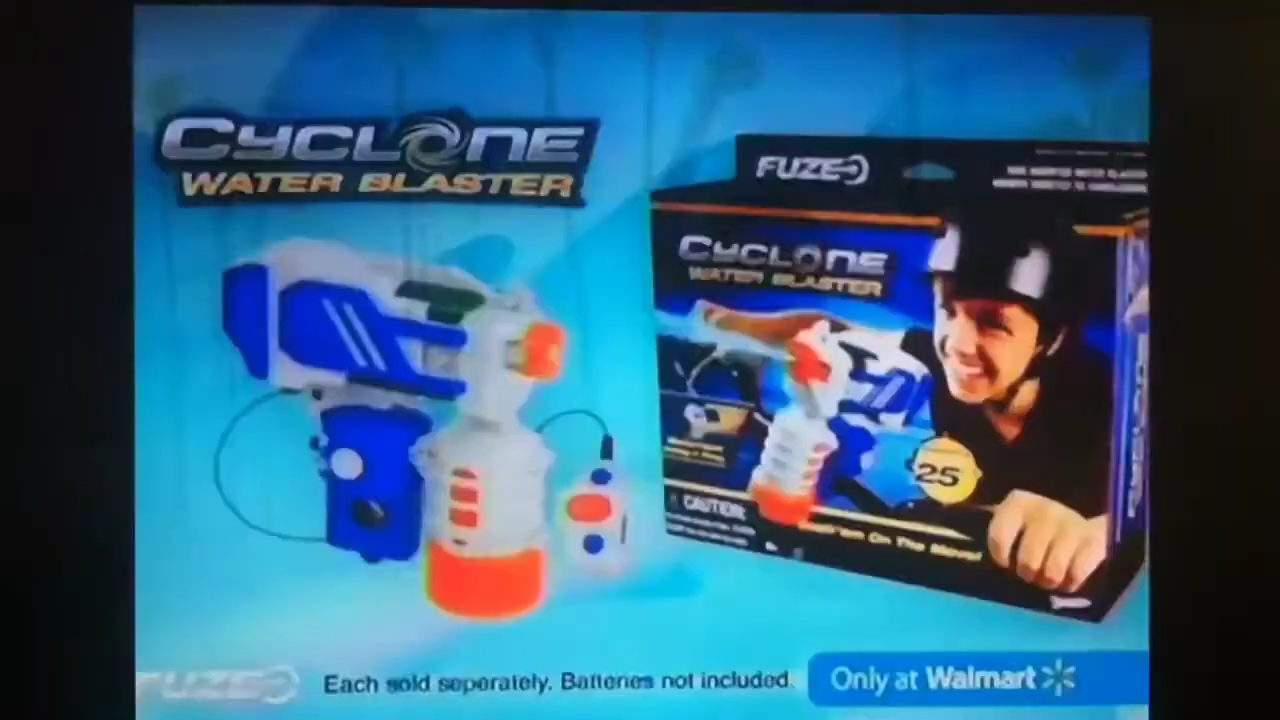 CYCLONE
WATER BLASTER
FUZE
CYCLONE
WATER BLASTER
25
CAUTION:
On The Move!
FUZE
Each sold seperately. Batteries not included.
Only at Walmart